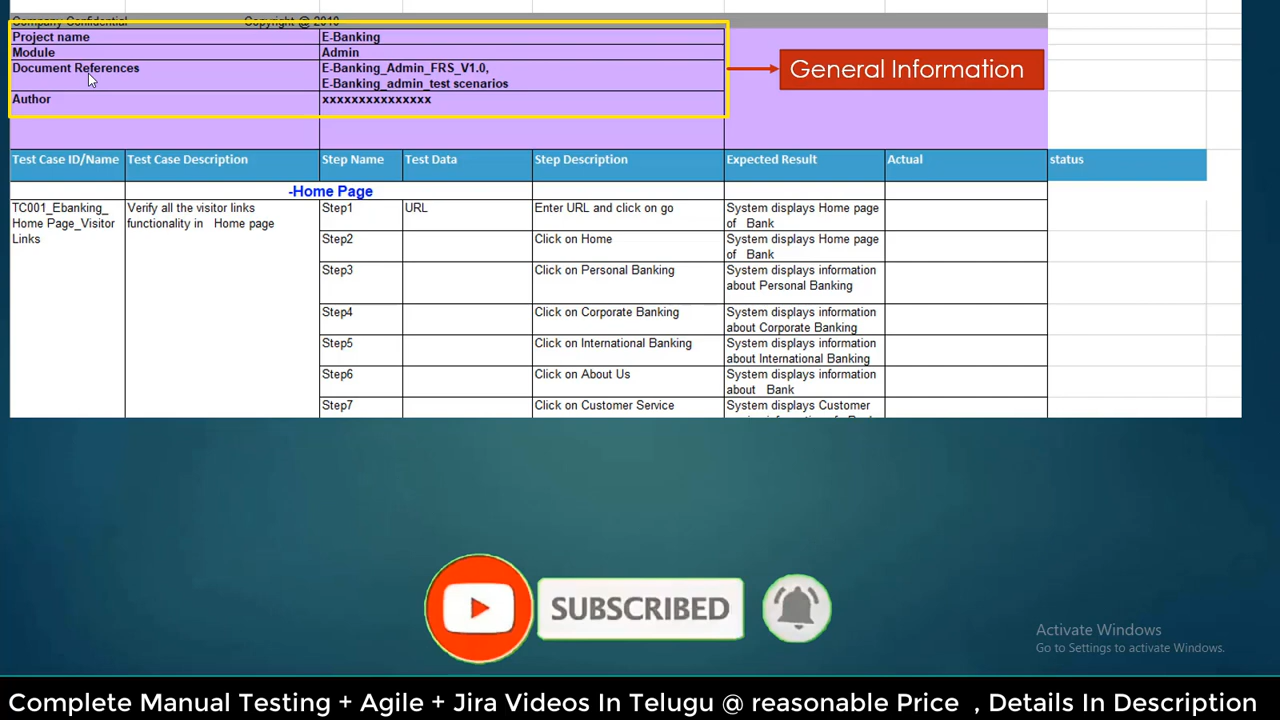 Company Confidential Copyright @ 2010
Project name E-Banking
Module Admin
Document References E-Banking_Admin_FRS_V1.0,
E-Banking_admin_test scenarios
Author xxxxxxxxxxxxxxx
General Information
Test Case ID/Name Test Case Description Step Name Test Data Step Description Expected Result Actual status
-Home Page
TC001_Ebanking_ Verify all the visitor links Step1 URL Enter URL and click on go System displays Home page
Home Page_Visitor functionality in Home page of Bank
Links Step2 Click on Home System displays Home page
of Bank
Step3 Click on Personal Banking System displays information
about Personal Banking
Step4 Click on Corporate Banking System displays information
about Corporate Banking
Step5 Click on International Banking System displays information
about International Banking
Step6 Click on About Us System displays information
about Bank
Step7 Click on Customer Service System displays Customer
SUBSCRIBED
Activate Windows
Go to Settings to activate Windows.
Complete Manual Testing + Agile + Jira Videos In Telugu @ reasonable Price , Details In Description